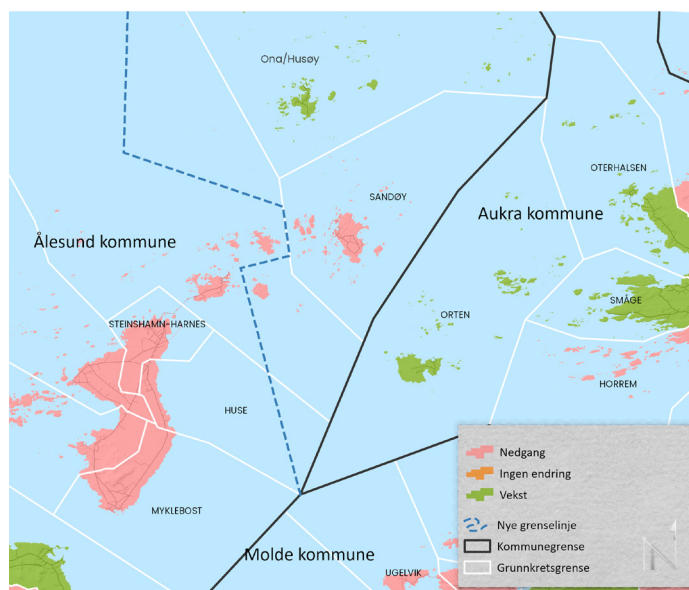 Ona/Husøy
OTERHALSEN
SANDØY
Aukra kommune
Ålesund kommune
SMÅGE
ORTEN
STEINSHAMN-HARNES
HORREM
HUSE
MYKLEBOST
Molde kommune
UGELVIK
Nedgang
Ingen endring
Vekst
Nye grenselinje
Kommunegrense
Grunnkretsgrense
N